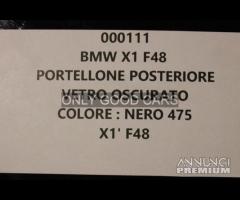 000111
BMW X1 F48
PORTELLONE POSTERIORE
VETRO OSCURATO
ONLY GOOD CARS
COLORE : NERO 475
X1' F48
ANNUNCI
PREMIUM